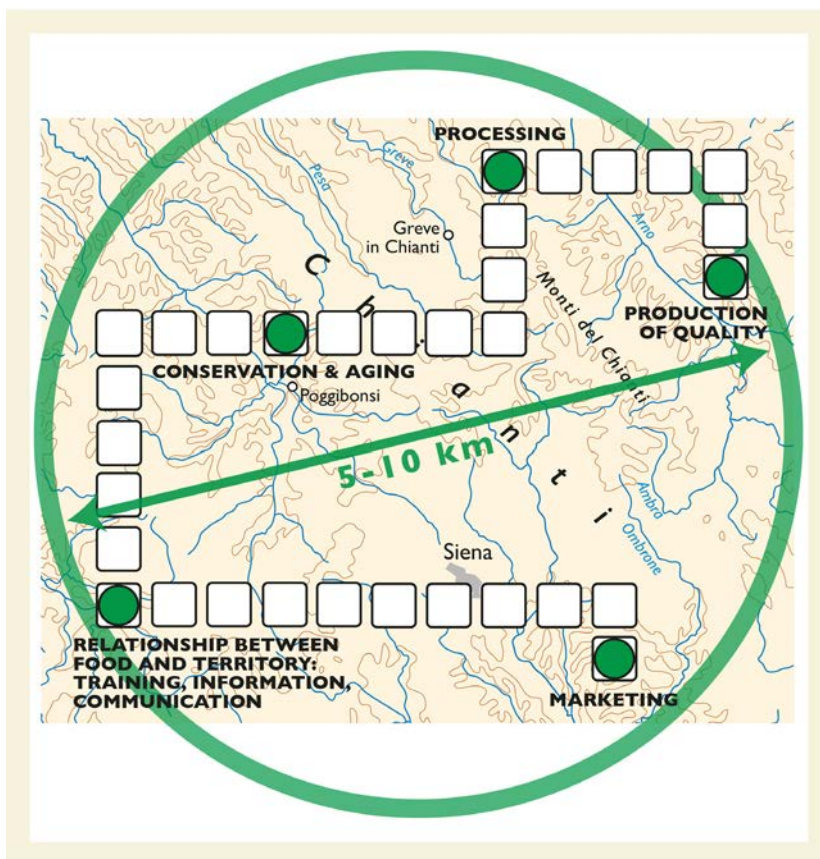 PROCESSING
Pesa
Greve
Arno
Greve
in Chianti
Chianti
Monti del Chianti
PRODUCTION
OF QUALITY
CONSERVATION & AGING
Poggibonsi
5-10 km
Ambra
Ombrone
Siena
RELATIONSHIP BETWEEN
FOOD AND TERRITORY:
TRAINING, INFORMATION,
COMMUNICATION
MARKETING